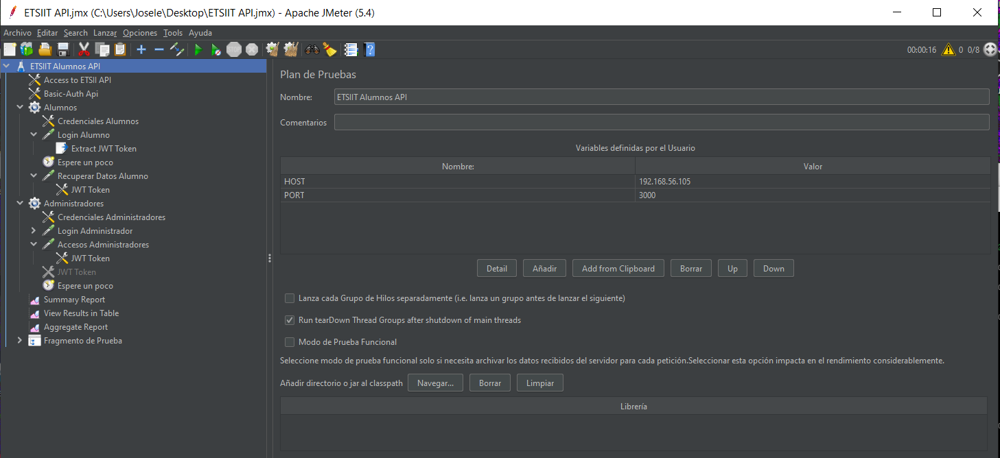 ETSIIT API.jmx (C:\Users\Josele\Desktop\ETSIIT API.jmx) - Apache JMeter (5.4)
Archivo Editar Search Lanzar Opciones Tools Ayuda
STOP
00:00:16 0 0/8
ETSIIT Alumnos API
Access to ETSII API
Basic-Auth Api
Alumnos
Credenciales Alumnos
Login Alumno
Extract JWT Token
Espere un poco
Recuperar Datos Alumno
JWT Token
Administradores
Credenciales Administradores
Login Administrador
Accesos Administradores
JWT Token
JWT Token
Espere un poco
Summary Report
View Results in Table
Aggregate Report
Fragmento de Prueba
Plan de Pruebas
Nombre: ETSIIT Alumnos API
Comentarios
Variables definidas por el Usuario
Nombre: Valor
HOST 192.168.56.105
PORT 3000
Detail Añadir Add from Clipboard Borrar Up Down
Lanza cada Grupo de Hilos separadamente (i.e. lanza un grupo antes de lanzar el siguiente)
Run tearDown Thread Groups after shutdown of main threads
Modo de Prueba Funcional
Seleccione modo de prueba funcional solo si necesita archivar los datos recibidos del servidor para cada petición.Seleccionar esta opción impacta en el rendimiento considerablemente.
Añadir directorio o jar al classpath Navegar... Borrar Limpiar
Librería